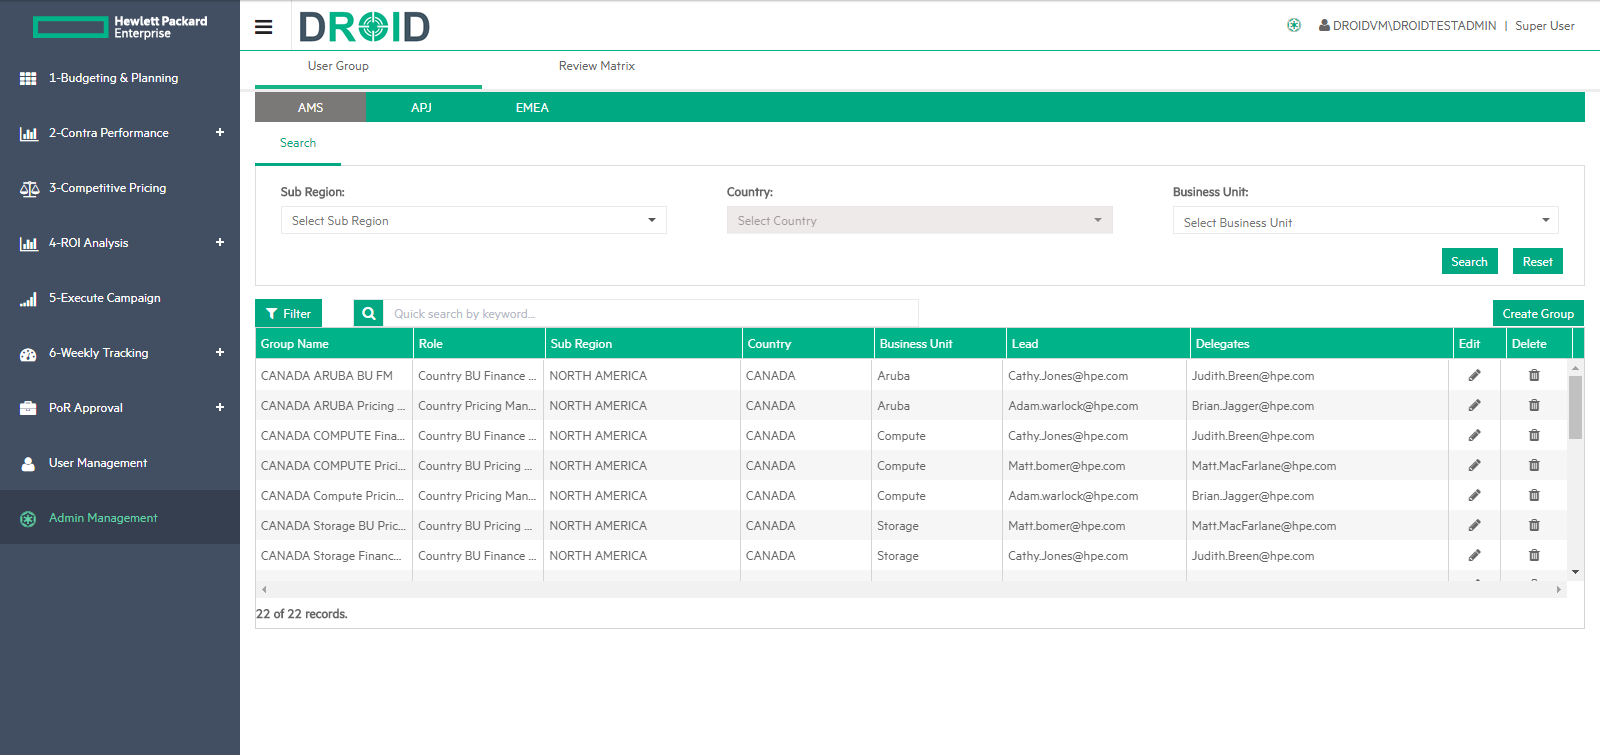 Hewlett Packard
Enterprise
DROID
DROIDVM\DROIDTESTADMIN | Super User
1-Budgeting & Planning
2-Contra Performance +
3-Competitive Pricing
4-ROI Analysis +
5-Execute Campaign
6-Weekly Tracking +
PoR Approval +
User Management
Admin Management
User Group Review Matrix
AMS APJ EMEA
Search
Sub Region: Country: Business Unit:
Select Sub Region Select Country Select Business Unit
Search Reset
Filter Quick search by keyword... Create Group
Group Name Role Sub Region Country Business Unit Lead Delegates Edit Delete
CANADA ARUBA BU FM Country BU Finance ... NORTH AMERICA CANADA Aruba Cathy.Jones@hpe.com Judith.Breen@hpe.com
CANADA ARUBA Pricing ... Country Pricing Man... NORTH AMERICA CANADA Aruba Adam.warlock@hpe.com Brian.Jagger@hpe.com
CANADA COMPUTE Fina... Country BU Finance ... NORTH AMERICA CANADA Compute Cathy.Jones@hpe.com Judith.Breen@hpe.com
CANADA COMPUTE Prici... Country BU Pricing ... NORTH AMERICA CANADA Compute Matt.bomer@hpe.com Matt.MacFarlane@hpe.com
CANADA Compute Pricin... Country Pricing Man... NORTH AMERICA CANADA Compute Adam.warlock@hpe.com Brian.Jagger@hpe.com
CANADA Storage BU Pric... Country BU Pricing ... NORTH AMERICA CANADA Storage Matt.bomer@hpe.com Matt.MacFarlane@hpe.com
CANADA Storage Financ... Country BU Finance ... NORTH AMERICA CANADA Storage Cathy.Jones@hpe.com Judith.Breen@hpe.com
22 of 22 records.